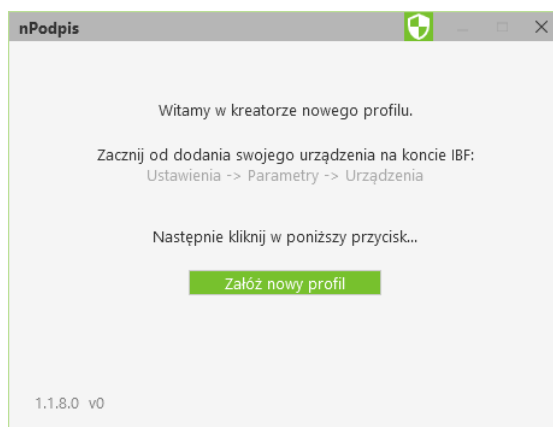 nPodpis
Witamy w kreatorze nowego profilu.
Zacznij od dodania swojego urządzenia na koncie IBF:
Ustawienia -> Parametry -> Urządzenia
Następnie kliknij w poniższy przycisk...
Załóż nowy profil
1.1.8.0 v0